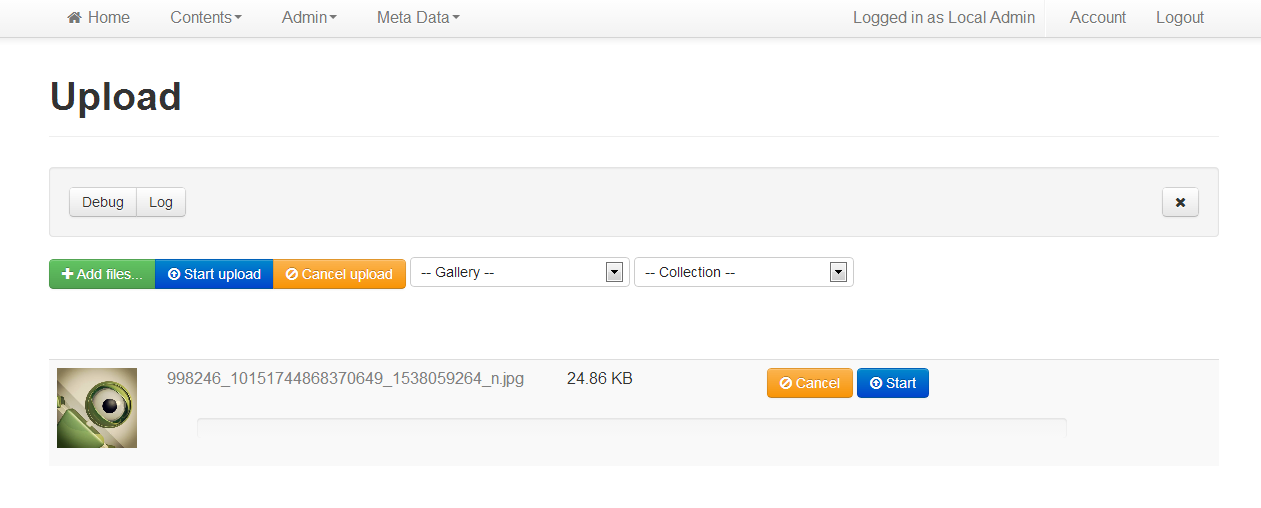 Home Contents Admin Meta Data Logged in as Local Admin Account Logout
Upload
Debug Log
Add files... Start upload Cancel upload -- Gallery -- -- Collection --
998246_10151744868370649_1538059264_n.jpg 24.86 KB Cancel Start